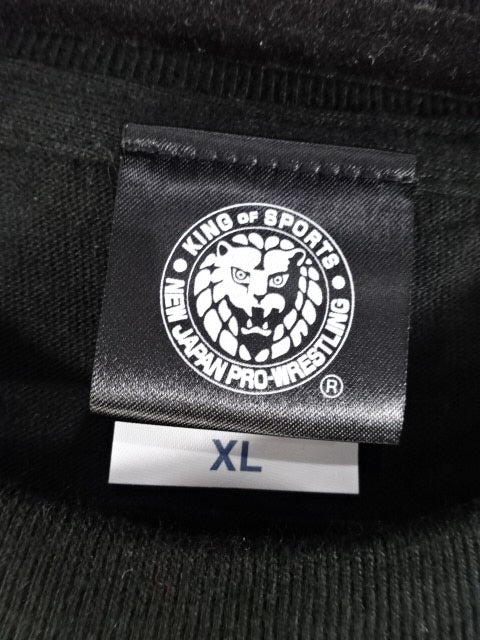 KING OF SPORTS
NEW JAPAN PRO-WRESTLING
®
XL